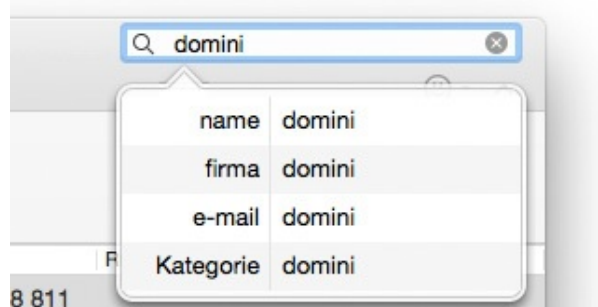 domini
name domini
firma domini
e-mail domini
Kategorie domini
R
8 811